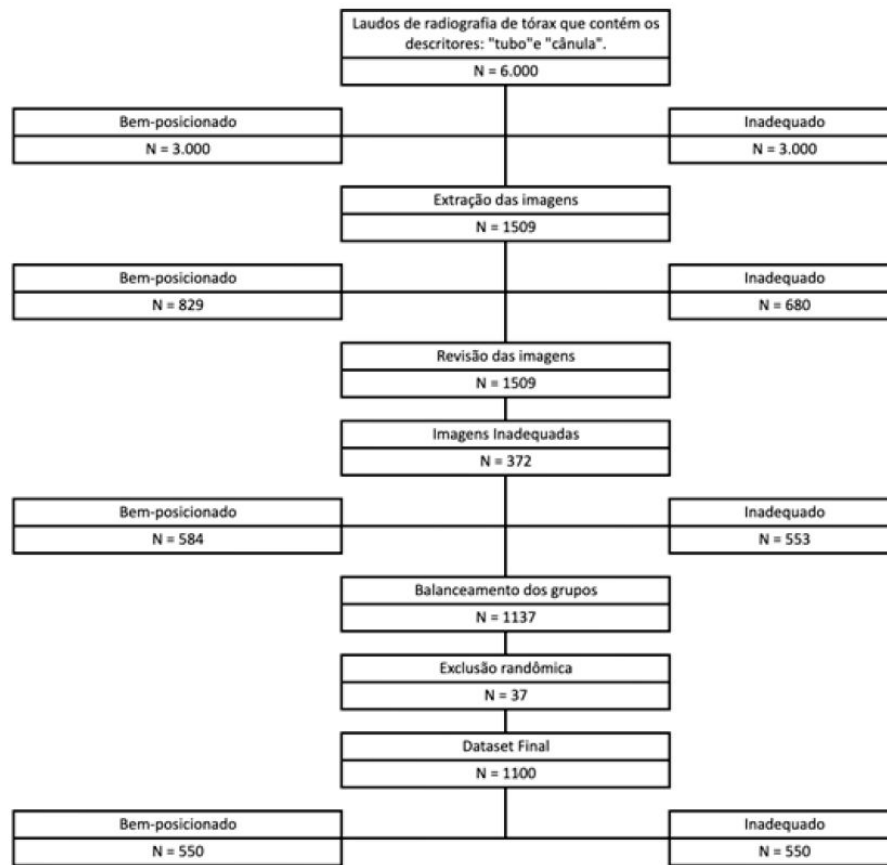 Laudos de radiografia de tórax que contém os
descritores: "tubo"e "cânula".
N = 6.000
Bem-posicionado
N = 3.000
Inadequado
N = 3.000
Extração das imagens
N = 1509
Bem-posicionado
N = 829
Inadequado
N = 680
Revisão das imagens
N = 1509
Imagens Inadequadas
N = 372
Bem-posicionado
N = 584
Inadequado
N = 553
Balanceamento dos grupos
N = 1137
Exclusão randômica
N = 37
Dataset Final
N = 1100
Bem-posicionado
N = 550
Inadequado
N = 550